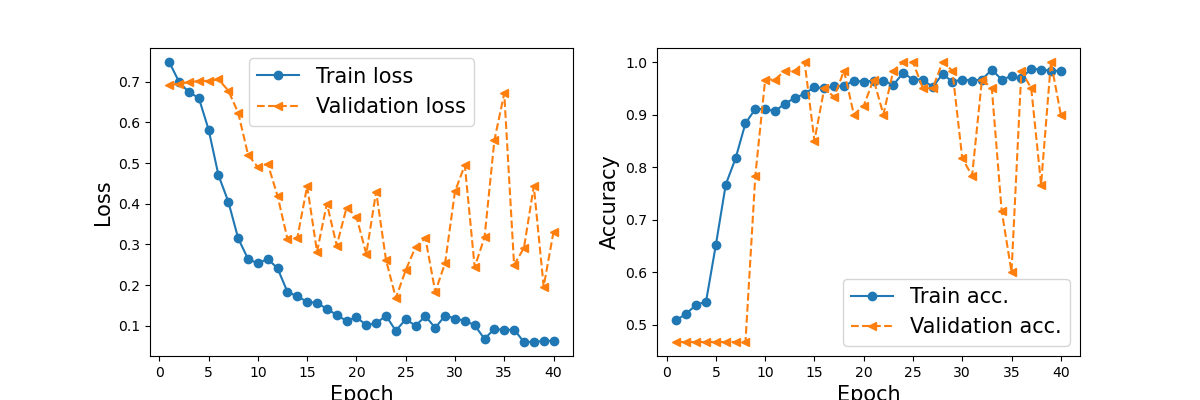 Loss
0.7
0.6
0.5
0.4
0.3
0.2
0.1
Train loss
Validation loss
0 5 10 15 20 25 30 35 40
Epoch
Accuracy
1.0
0.9
0.8
0.7
0.6
0.5
Train acc.
Validation acc.
0 5 10 15 20 25 30 35 40
Epoch